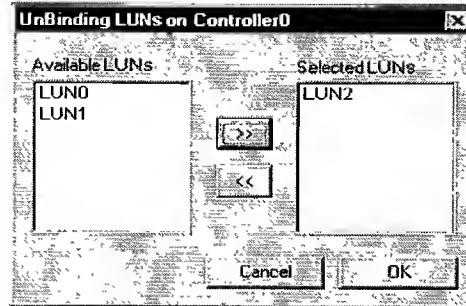 UnBinding LUNs on Controller0
Available LUNs
Selected LUNs
LUN0
LUN1
LUN2
>>
<<
Cancel
OK